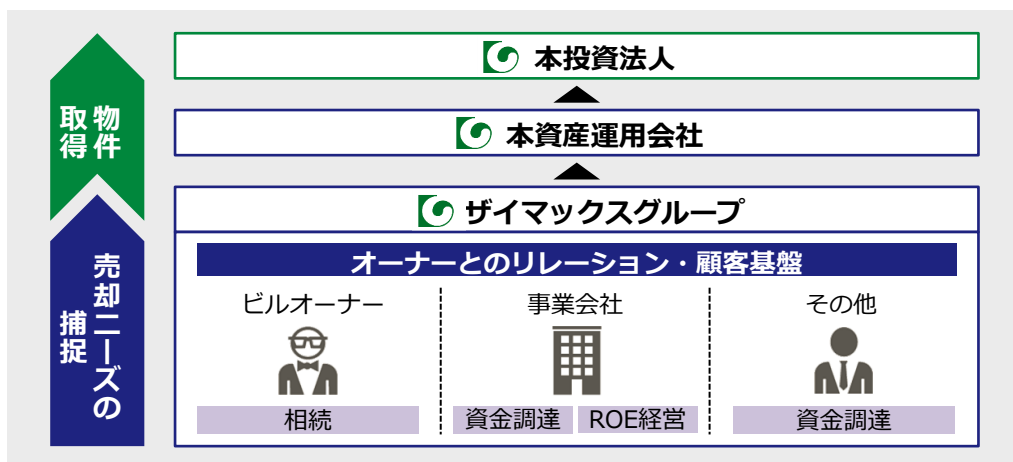 本投資法人
本資産運用会社
ザイマックスグループ
オーナーとのリレーション・顧客基盤
ビルオーナー
事業会社
その他
相続
資金調達
ROE経営
資金調達
物件
取得
売却ニーズの
捕捉